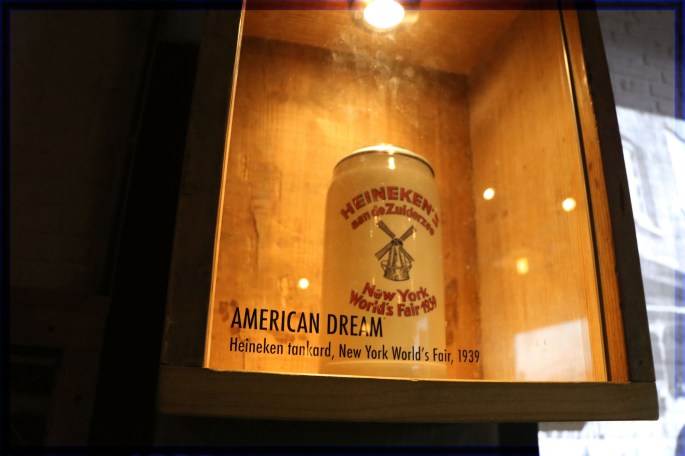 HEINEKEN'S
aan de Zuiderzee
New York
World's Fair 1939
AMERICAN DREAM
Heineken tankard, New York World's Fair, 1939